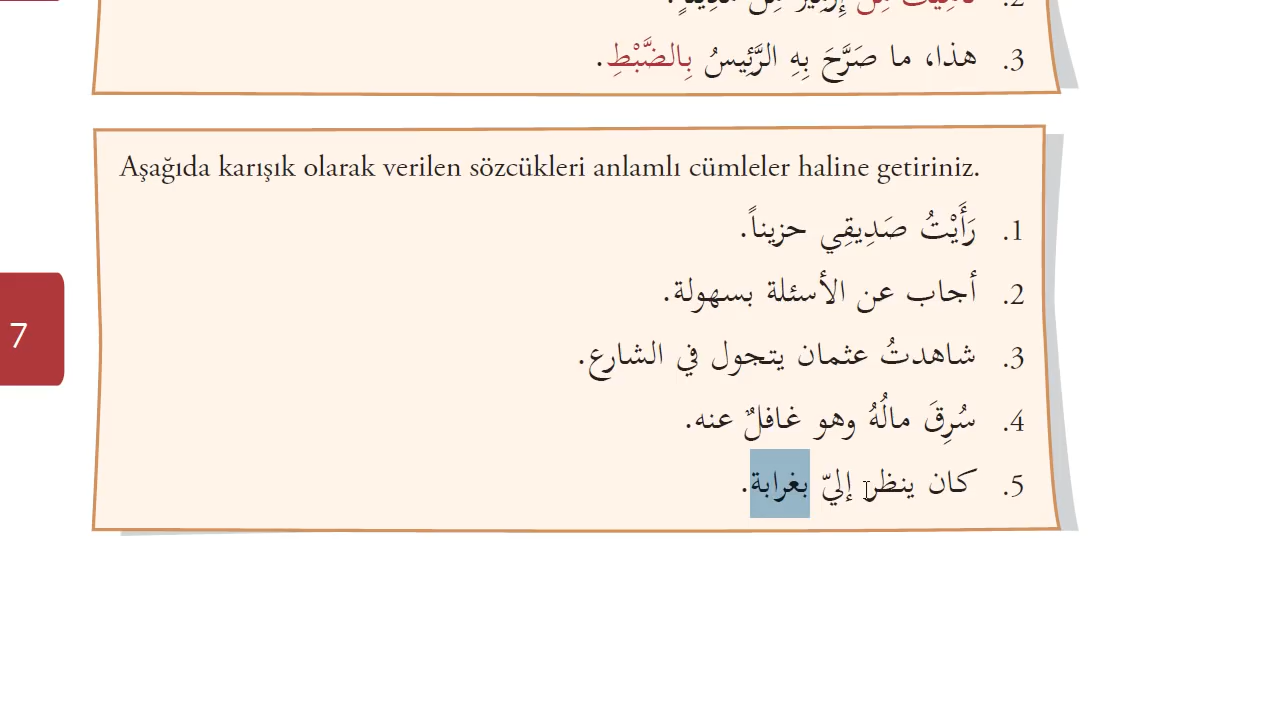 3. هذا، ما صَرَّحَ بِهِ الرَّئِيسُ بِالضَّبْطِ.
Aşağıda karışık olarak verilen sözcükleri anlamlı cümleler haline getiriniz.
1. رَأَيْتُ صَدِيقِي حزيناً.
2. أجاب عن الأسئلة بسهولة.
3. شاهدتُ عثمان يتجول في الشارع.
7
4. سُرِقَ مالُهُ وهو غافلٌ عنه.
5. كان ينظر إليّ بغرابة.